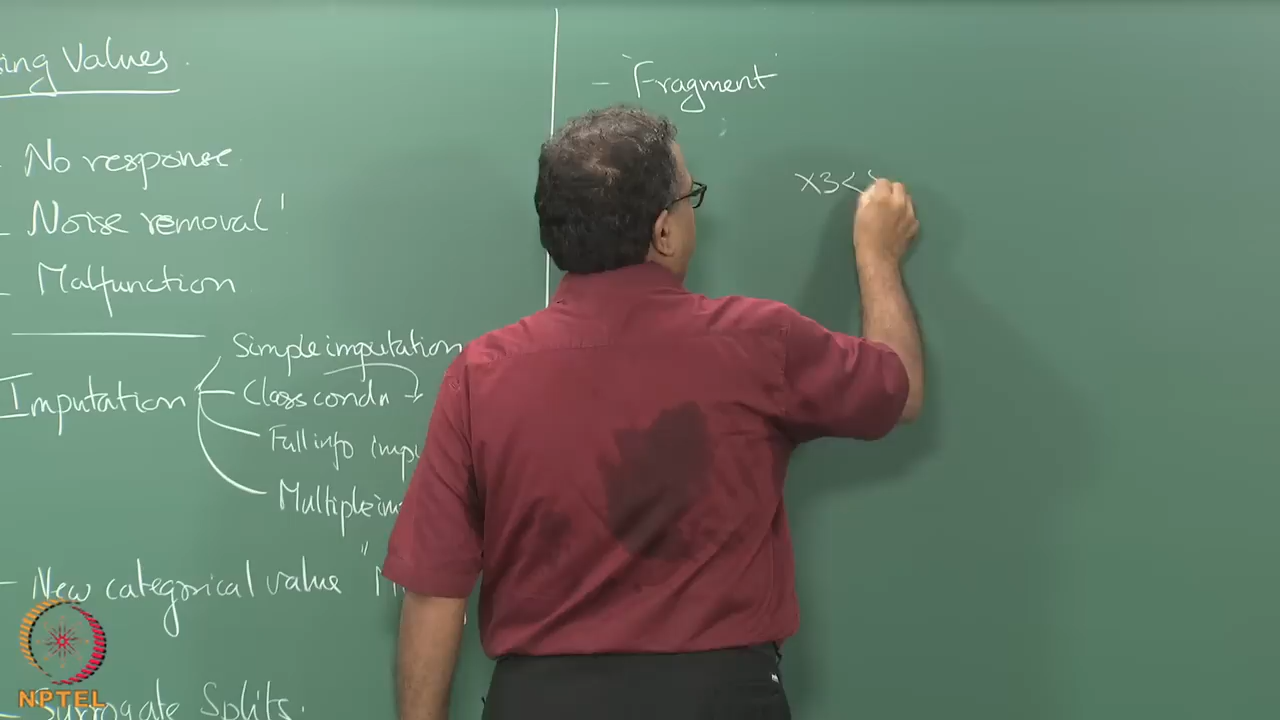 ing Values.
- No response
- Noise removal'
- Malfunction
Imputation
Simple imputation
Class condn
Full info impu
Multiple im
- New categorical value "M
- Surrogate Splits.
- 'Fragment'
X3<
NPTEL